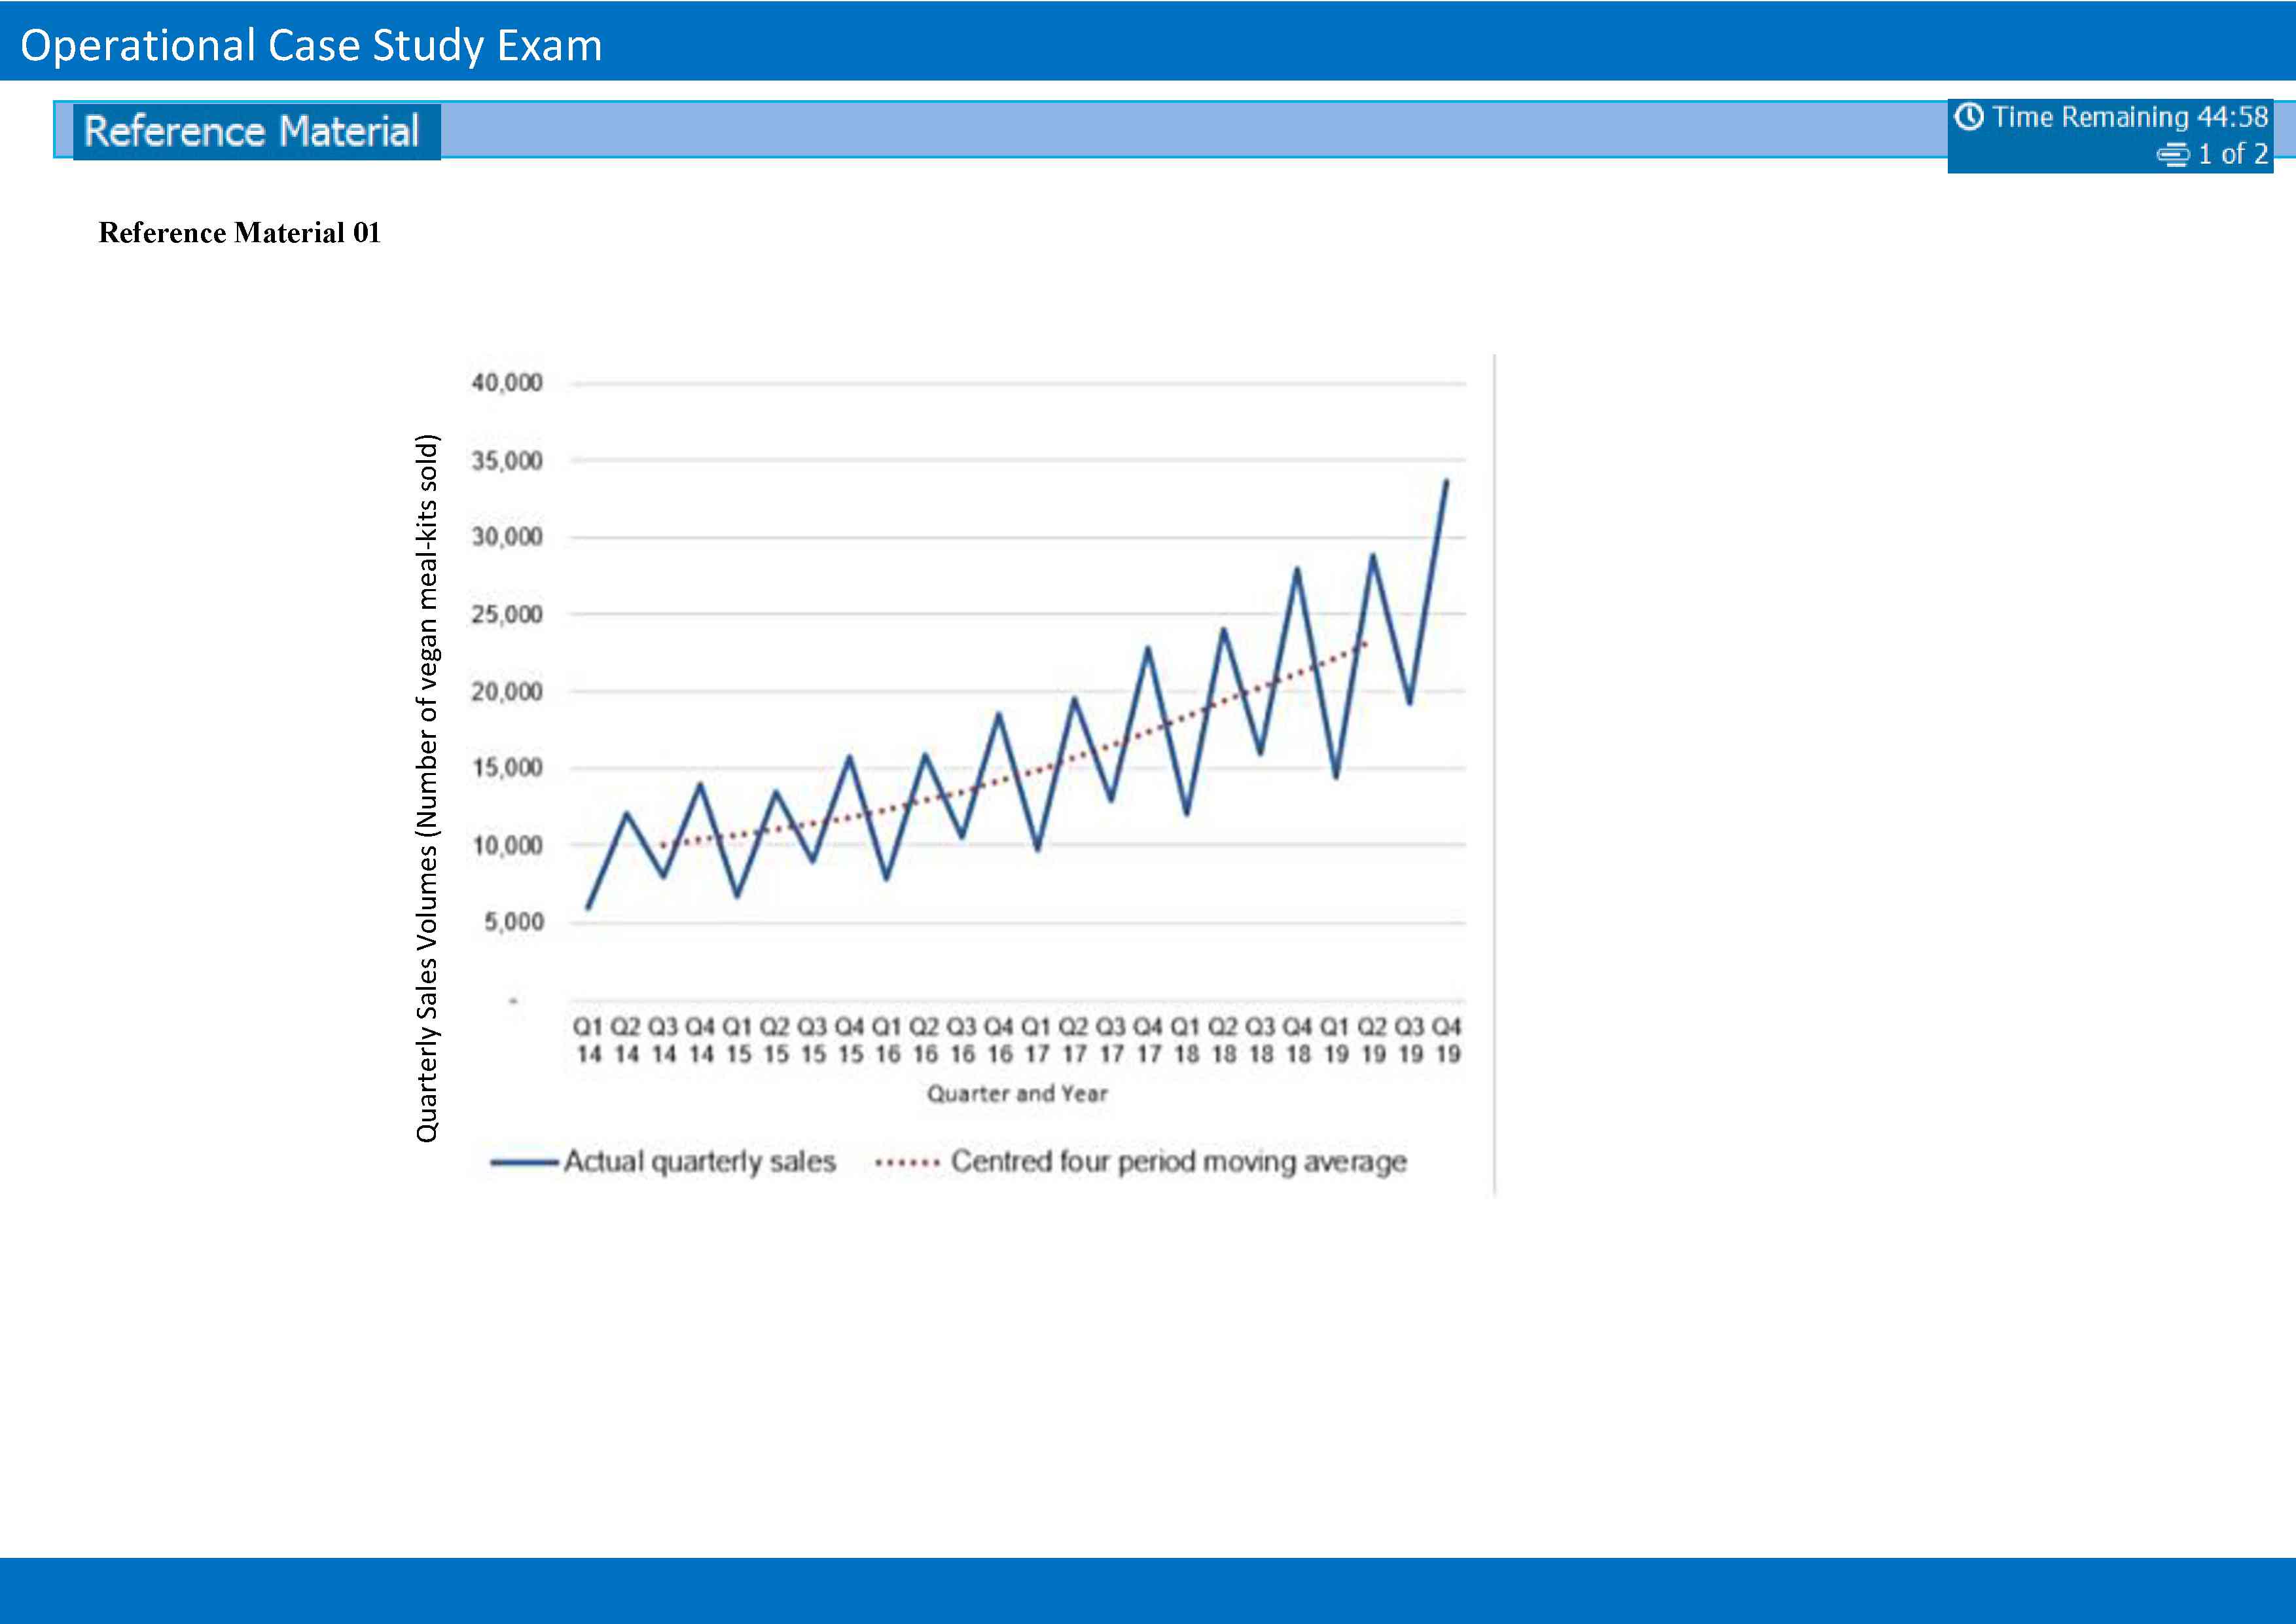 Operational Case Study Exam
Reference Material
Time Remaining 44:58
1 of 2
Reference Material 01
Quarterly Sales Volumes (Number of vegan meal-kits sold)
40,000
35,000
30,000
25,000
20,000
15,000
10,000
5,000
-
Q1 Q2 Q3 Q4 Q1 Q2 Q3 Q4 Q1 Q2 Q3 Q4 Q1 Q2 Q3 Q4 Q1 Q2 Q3 Q4 Q1 Q2 Q3 Q4
14 14 14 14 15 15 15 15 16 16 16 16 17 17 17 17 18 18 18 18 19 19 19 19
Quarter and Year
Actual quarterly sales
Centred four period moving average